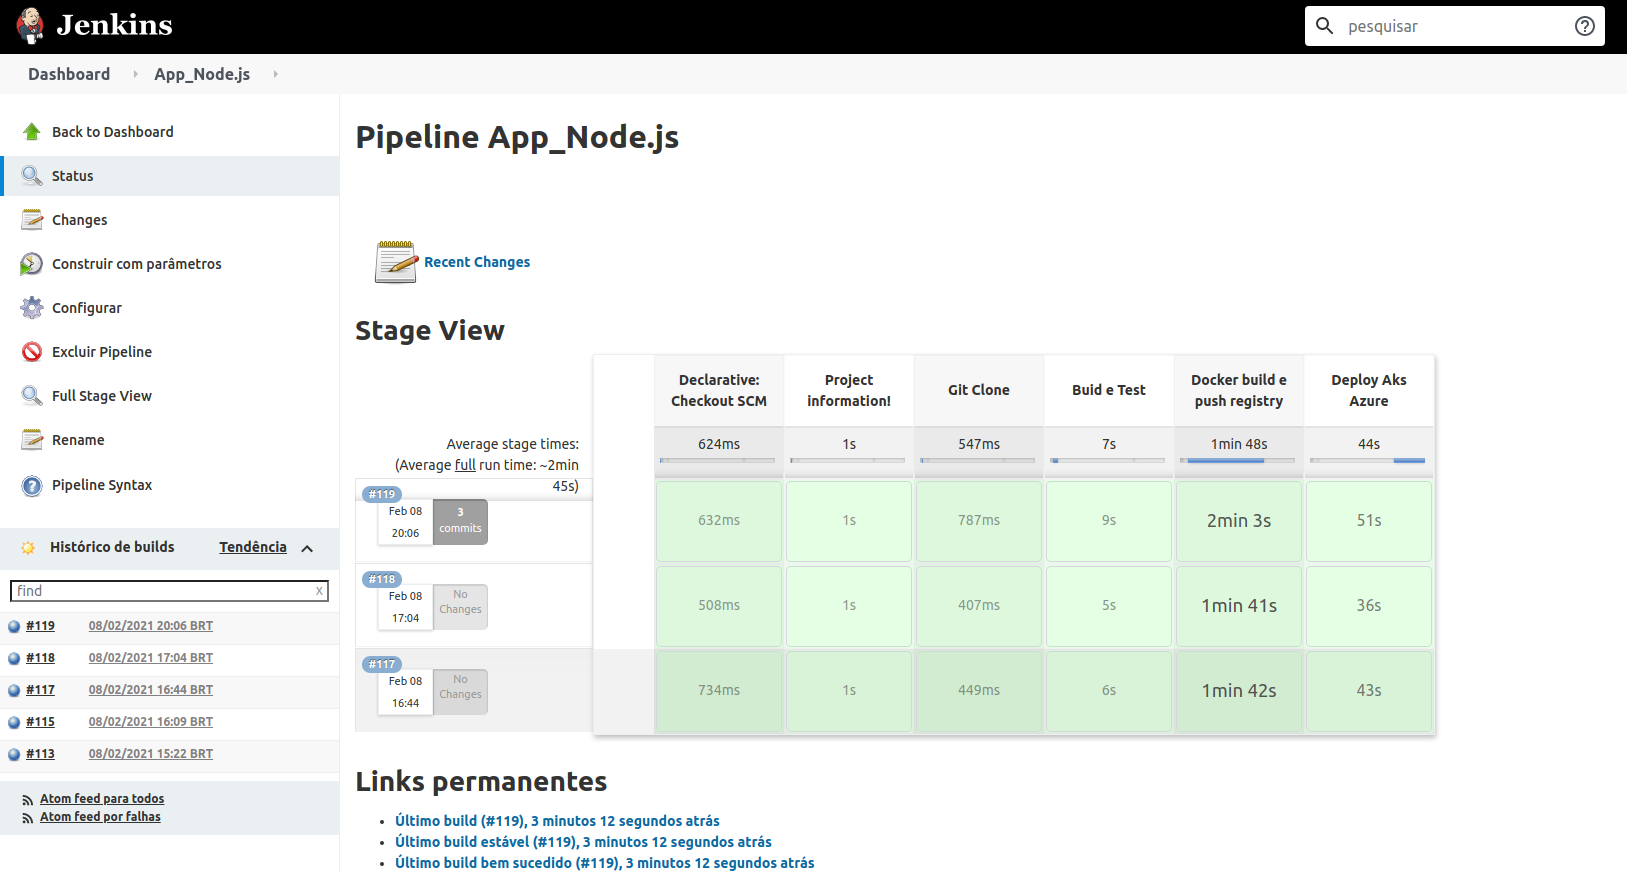 Jenkins
pesquisar
Dashboard
App_Node.js
Back to Dashboard
Status
Changes
Construir com parâmetros
Configurar
Excluir Pipeline
Full Stage View
Rename
Pipeline Syntax
Histórico de builds
Tendência
find
x
#119 08/02/2021 20:06 BRT
#118 08/02/2021 17:04 BRT
#117 08/02/2021 16:44 BRT
#115 08/02/2021 16:09 BRT
#113 08/02/2021 15:22 BRT
Atom feed para todos
Atom feed por falhas
Pipeline App_Node.js
Recent Changes
Stage View
Declarative:
Checkout SCM
Project
information!
Git Clone
Buid e Test
Docker build e
push registry
Deploy Aks
Azure
Average stage times:
(Average full run time: ~2min
45s)
624ms 1s 547ms 7s 1min 48s 44s
#119
Feb 08
20:06
3
commits
632ms 1s 787ms 9s 2min 3s 51s
#118
Feb 08
17:04
No
Changes
508ms 1s 407ms 5s 1min 41s 36s
#117
Feb 08
16:44
No
Changes
734ms 1s 449ms 6s 1min 42s 43s
Links permanentes
Último build (#119), 3 minutos 12 segundos atrás
Último build estável (#119), 3 minutos 12 segundos atrás
Último build bem sucedido (#119), 3 minutos 12 segundos atrás